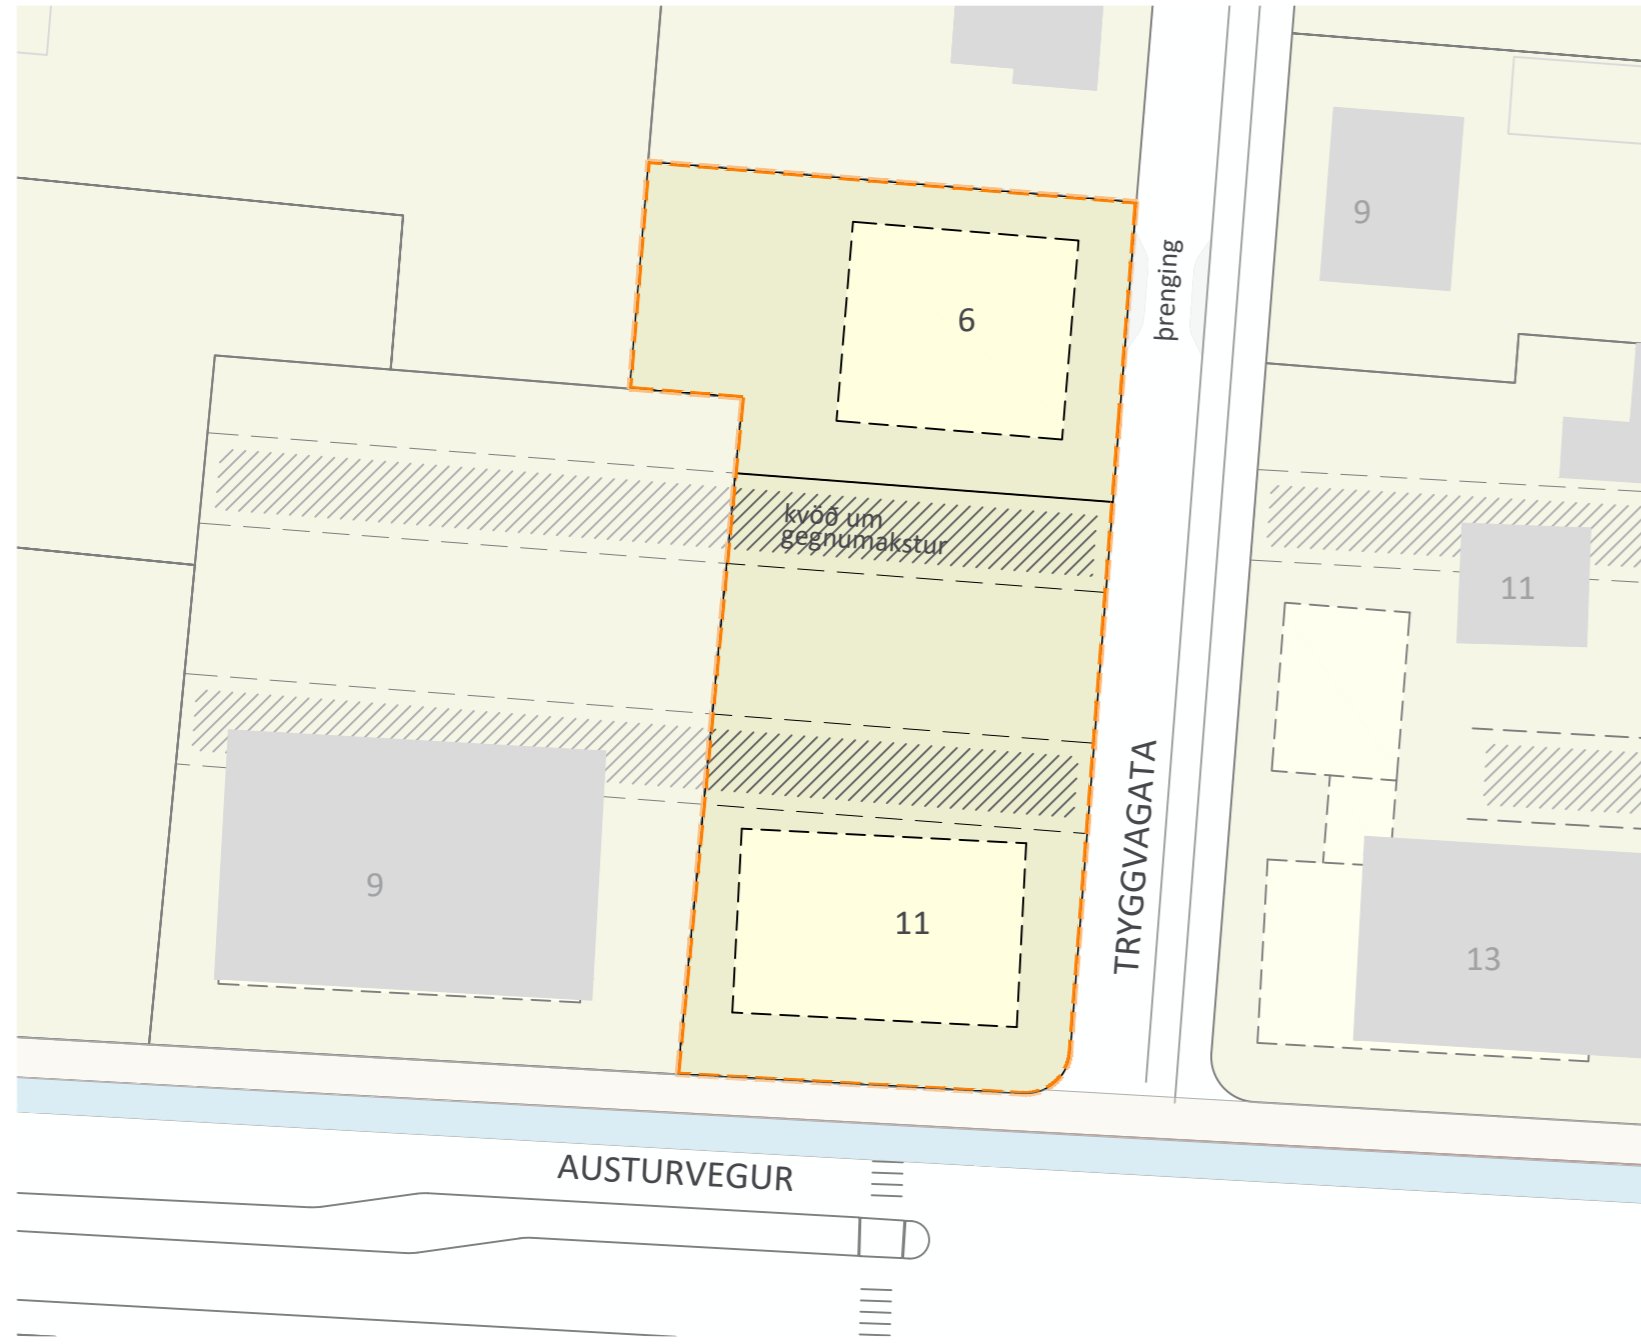 9
þrenging
6
kvöð um
gegnumakstur
11
TRYGGVAGATA
9
11
13
AUSTURVEGUR